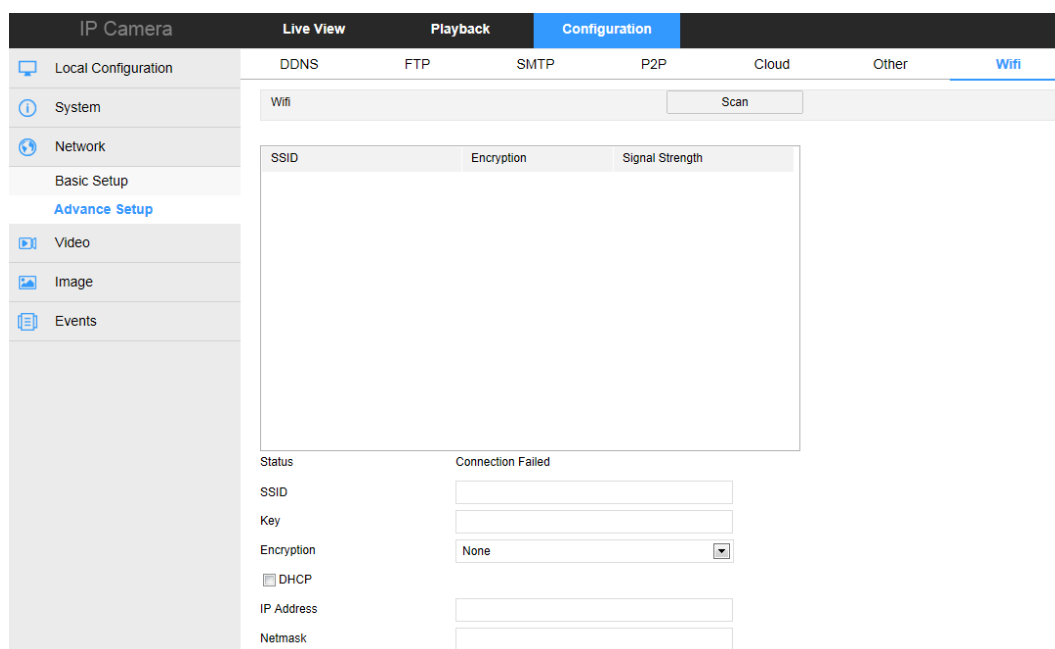 IP Camera
Live View
Playback
Configuration
Local Configuration
System
Network
Basic Setup
Advance Setup
Video
Image
Events
DDNS
FTP
SMTP
P2P
Cloud
Other
Wifi
Wifi
Scan
SSID
Encryption
Signal Strength
Status
Connection Failed
SSID
Key
Encryption
None
DHCP
IP Address
Netmask